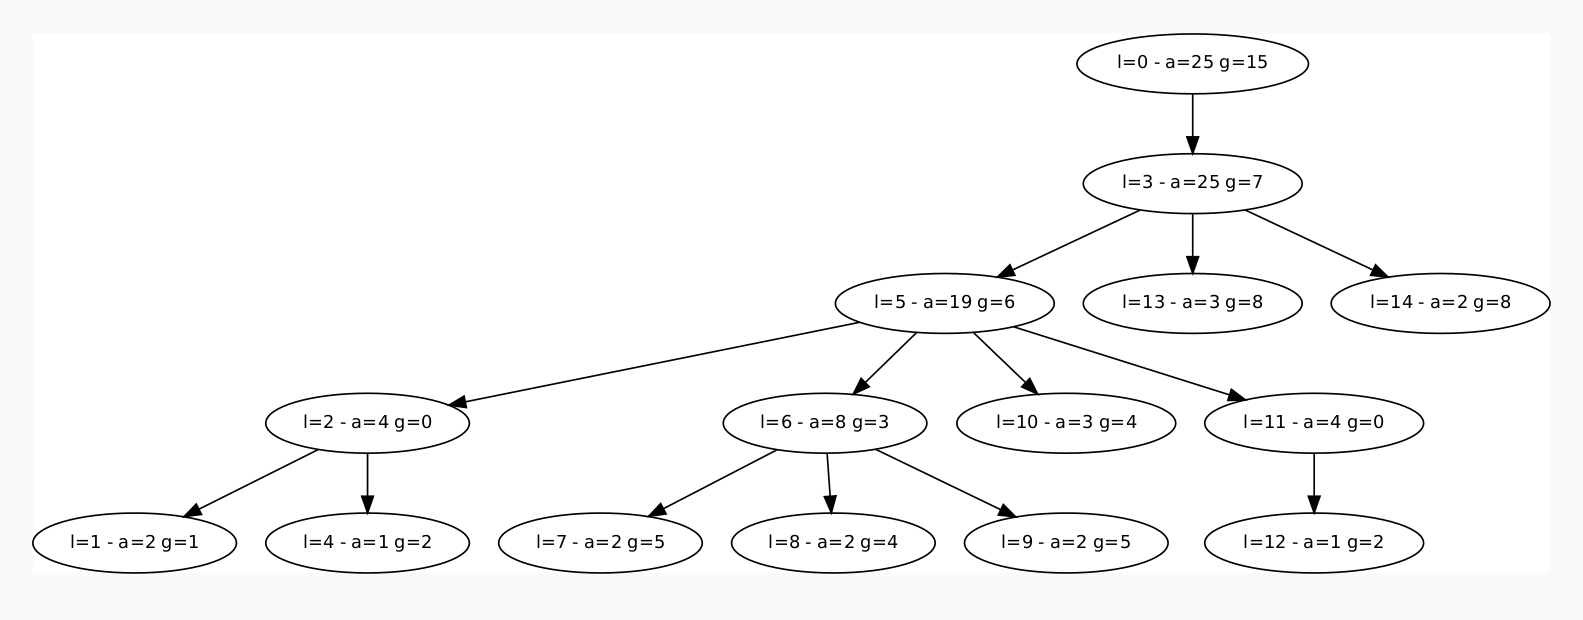 l=0 - a=25 g=15
l=3 - a=25 g=7
l=5 - a=19 g=6
l=13 - a=3 g=8
l=14 - a=2 g=8
l=2 - a=4 g=0
l=6 - a=8 g=3
l=10 - a=3 g=4
l=11 - a=4 g=0
l=1 - a=2 g=1
l=4 - a=1 g=2
l=7 - a=2 g=5
l=8 - a=2 g=4
l=9 - a=2 g=5
l=12 - a=1 g=2